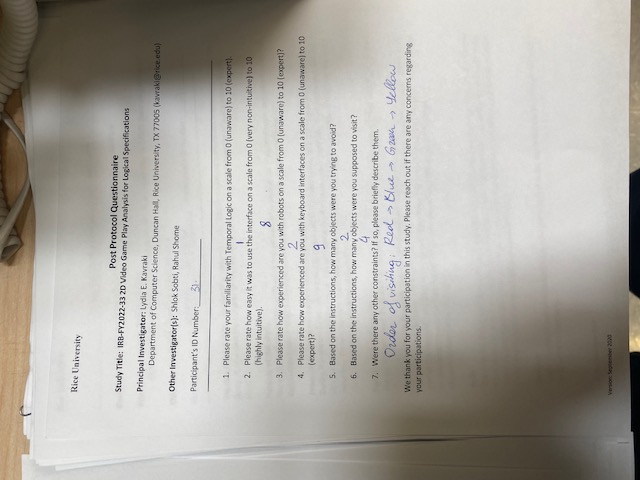 Rice University
Post Protocol Questionnaire
Study Title: IRB-FY2022-33 2D Video Game Play Analysis for Logical Specifications
Principal Investigator: Lydia E. Kavraki
Department of Computer Science, Duncan Hall, Rice University, TX 77005 (kavraki@rice.edu)
Other Investigator(s): Shlok Sobti, Rahul Shome
Participant's ID Number: 31.
1. Please rate your familiarity with Temporal Logic on a scale from 0 (unaware) to 10 (expert).
1
2. Please rate how easy it was to use the interface on a scale from 0 (very non-intuitive) to 10
(highly intuitive).
8
3. Please rate how experienced are you with robots on a scale from 0 (unaware) to 10 (expert)?
2
4. Please rate how experienced are you with keyboard interfaces on a scale from 0 (unaware) to 10
(expert)?
9
5. Based on the instructions, how many objects were you trying to avoid?
2
6. Based on the instructions, how many objects were you supposed to visit?
4
7. Were there any other constraints? If so, please briefly describe them.
Order of visiting: Red → Blue → Green → Yellow
We thank you for your participation in this study. Please reach out if there are any concerns regarding
your participations.
Version: September 2020